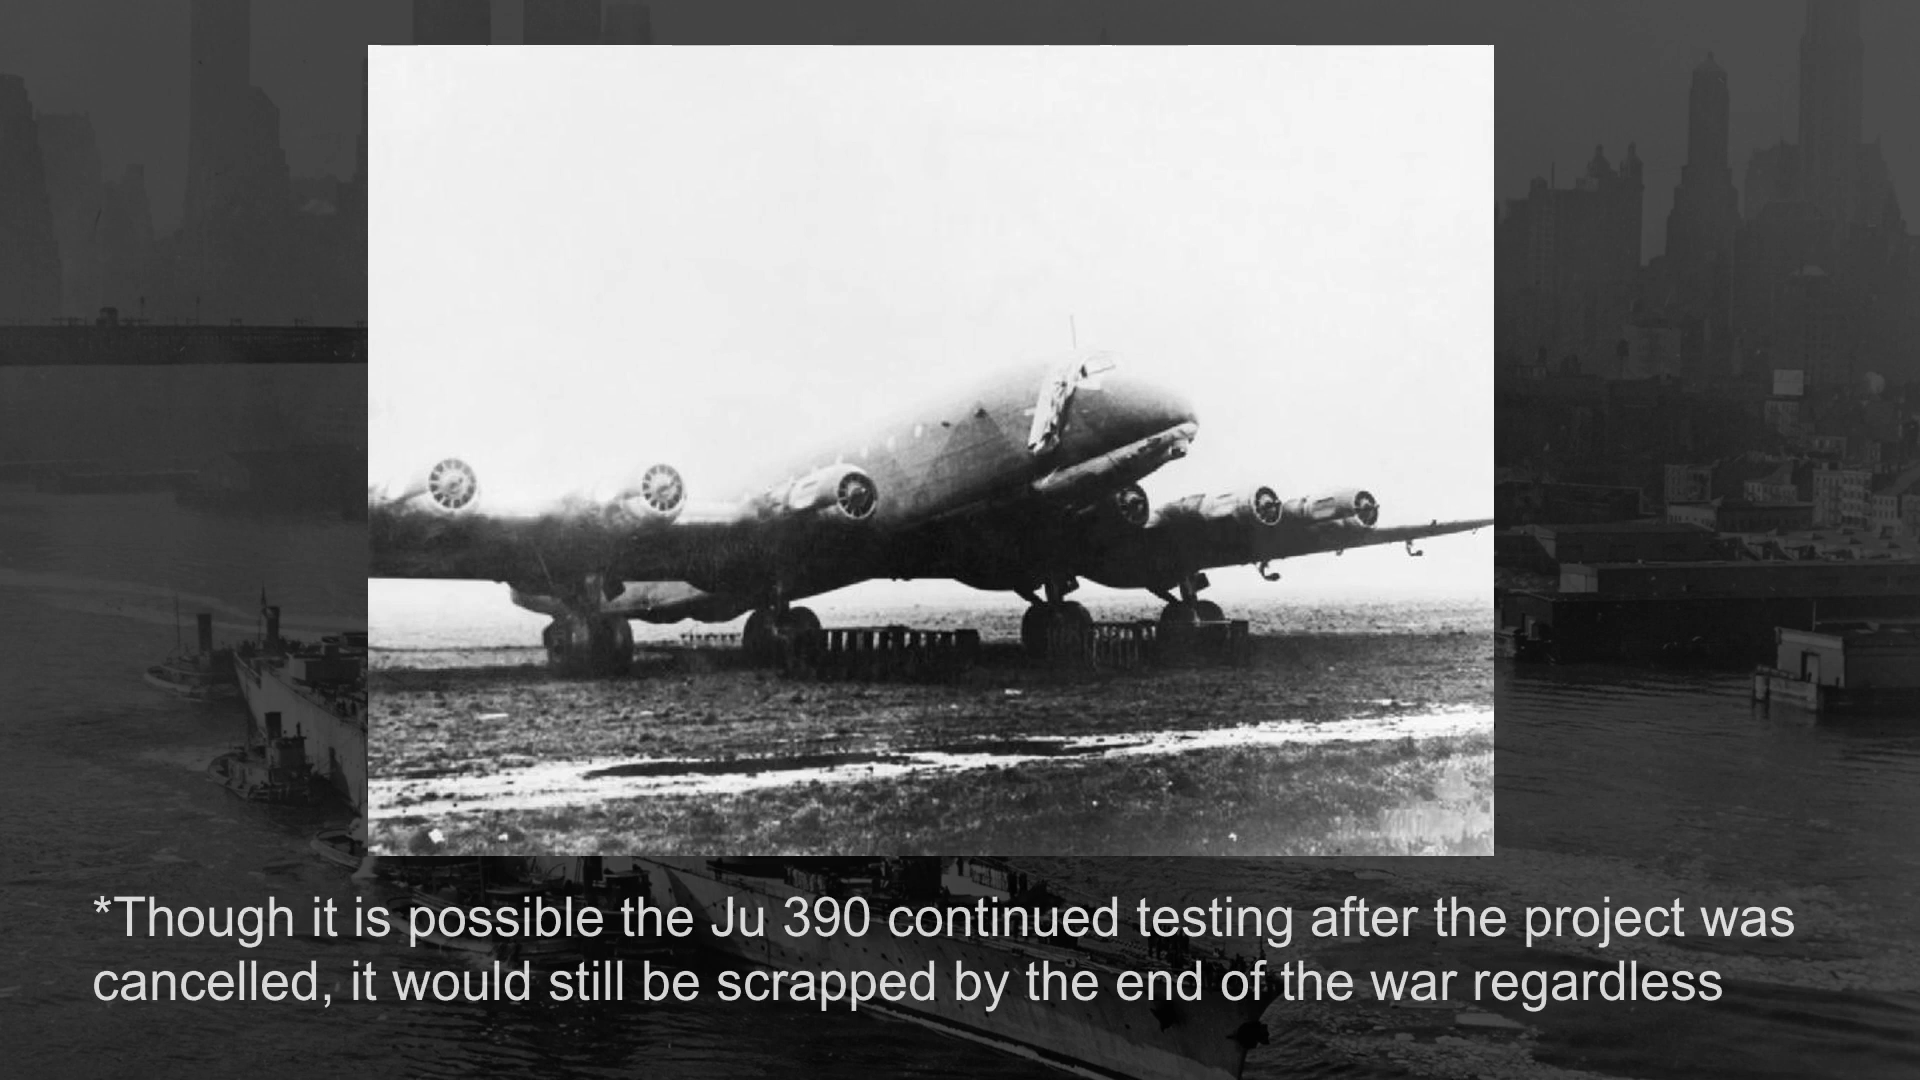 *Though it is possible the Ju 390 continued testing after the project was
cancelled, it would still be scrapped by the end of the war regardless